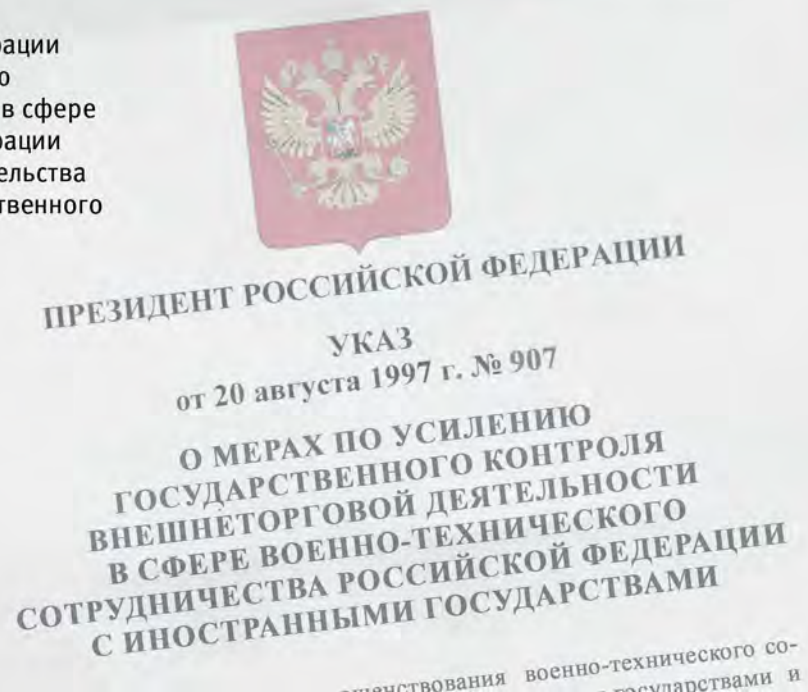 рации
о
в сфере
рации
ельства
твенного
ПРЕЗИДЕНТ РОССИЙСКОЙ ФЕДЕРАЦИИ
УКАЗ
от 20 августа 1997 г. № 907
О МЕРАХ ПО УСИЛЕНИЮ
ГОСУДАРСТВЕННОГО КОНТРОЛЯ
ВНЕШНЕТОРГОВОЙ ДЕЯТЕЛЬНОСТИ
В СФЕРЕ ВОЕННО-ТЕХНИЧЕСКОГО
СОТРУДНИЧЕСТВА РОССИЙСКОЙ ФЕДЕРАЦИИ
С ИНОСТРАННЫМИ ГОСУДАРСТВАМИ
военно-технического со-
государствами и